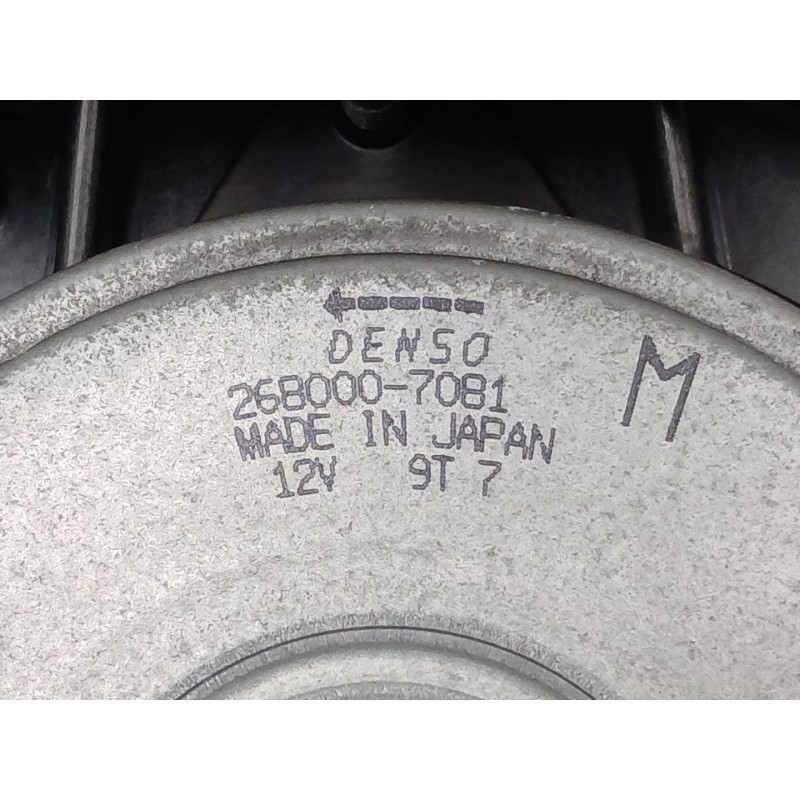 DENSO
268000-7081
MADE IN JAPAN
12V 9T 7
M